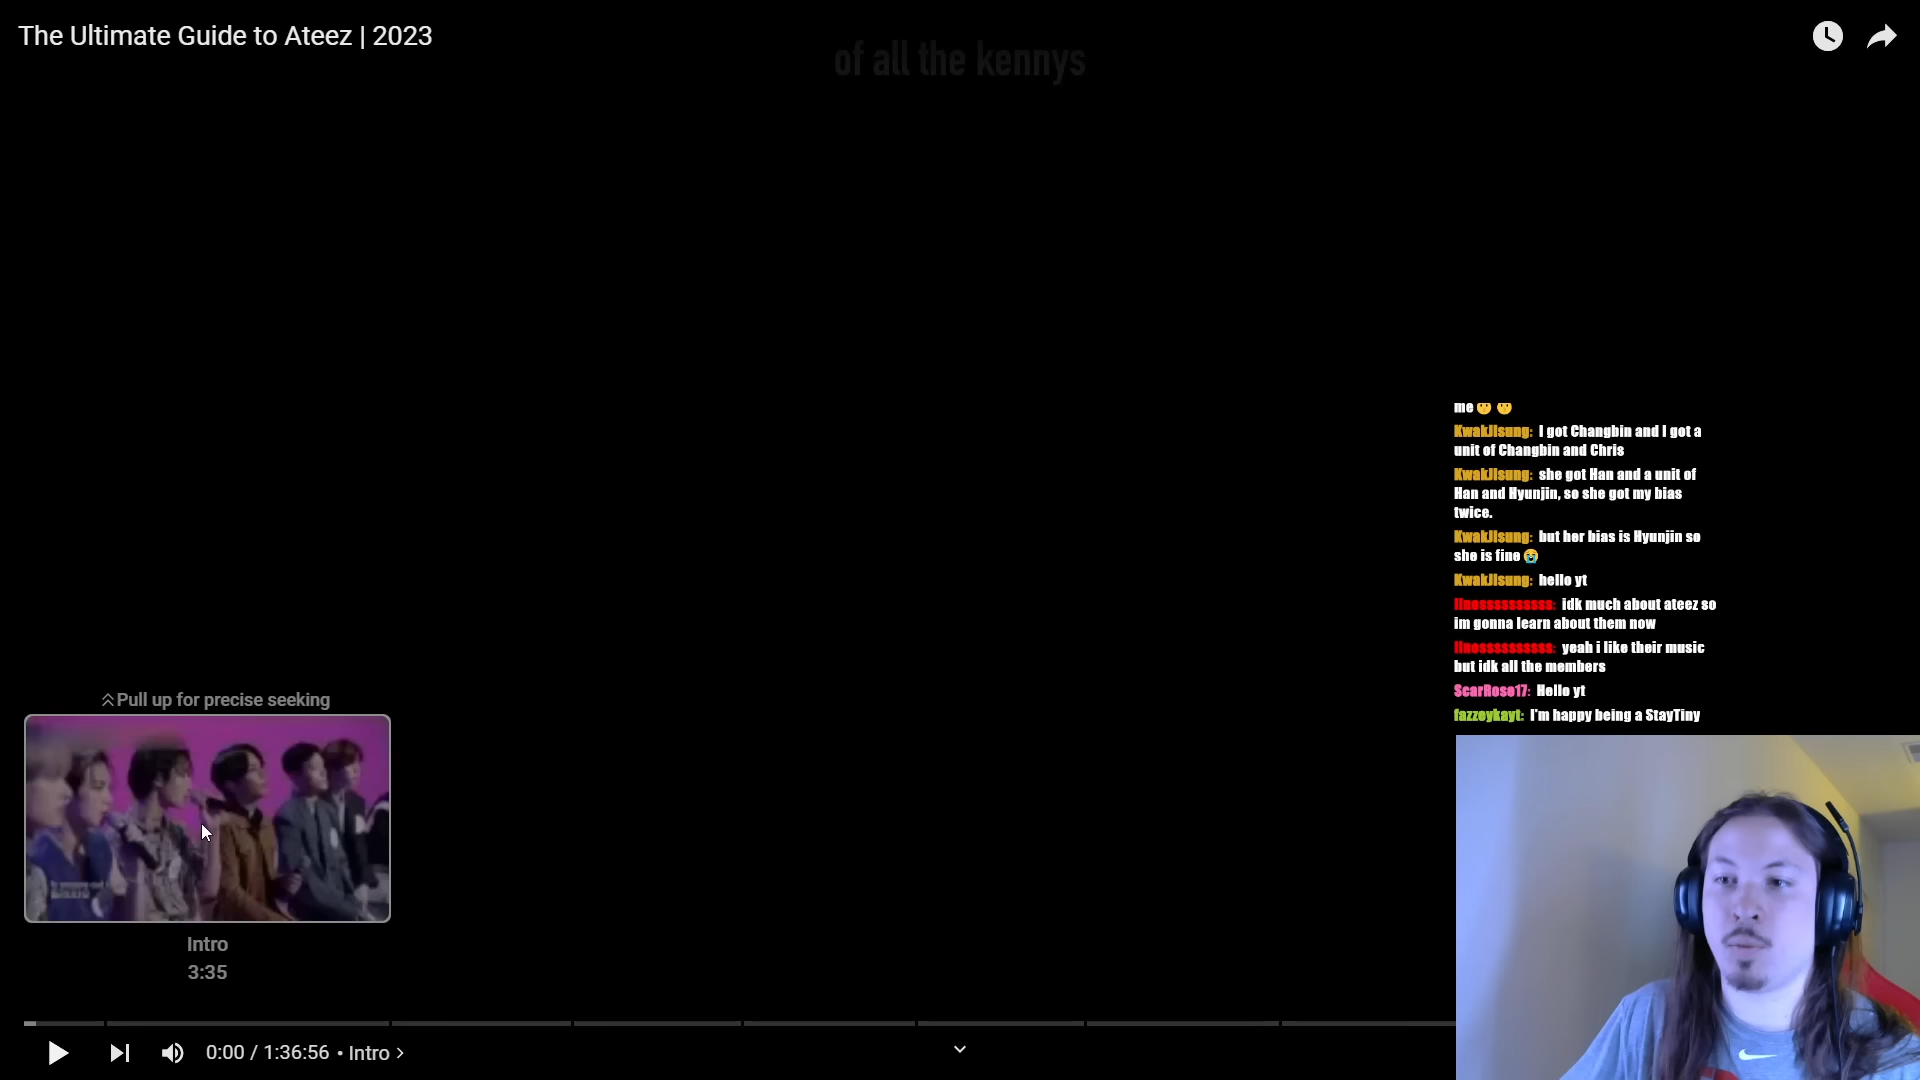 The Ultimate Guide to Ateez | 2023
of all the kennys
me
KwakJIsung: I got Changbin and I got a
unit of Changbin and Chris
KwakJIsung: she got Han and a unit of
Han and Hyunjin, so she got my bias
twice.
KwakJIsung: but her bias is Hyunjin so
she is fine 😭
KwakJIsung: hello yt
idk much about ateez so
im gonna learn about them now
yeah i like their music
but idk all the members
ScarRose17: Hello yt
fazzeykayt: I'm happy being a StayTiny
Pull up for precise seeking
Intro
3:35
0:00 / 1:36:56 • Intro >